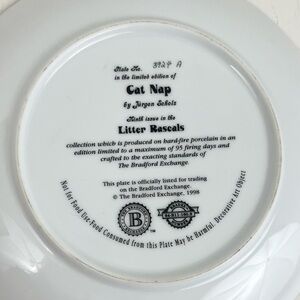 Plate No. 8924 A
in the limited edition of
Cat Nap
by Jürgen Scholz
Ninth issue in the
Litter Rascals
collection which is produced on hard-fire porcelain in an
edition limited to a maximum of 95 firing days and
crafted to the exacting standards of
The Bradford Exchange.
This plate is officially listed for trading
on the Bradford Exchange.
© The Bradford Exchange, 1998
B
Not for Food Use-Food Consumed from this Plate May be Harmful. Decorative Art Object